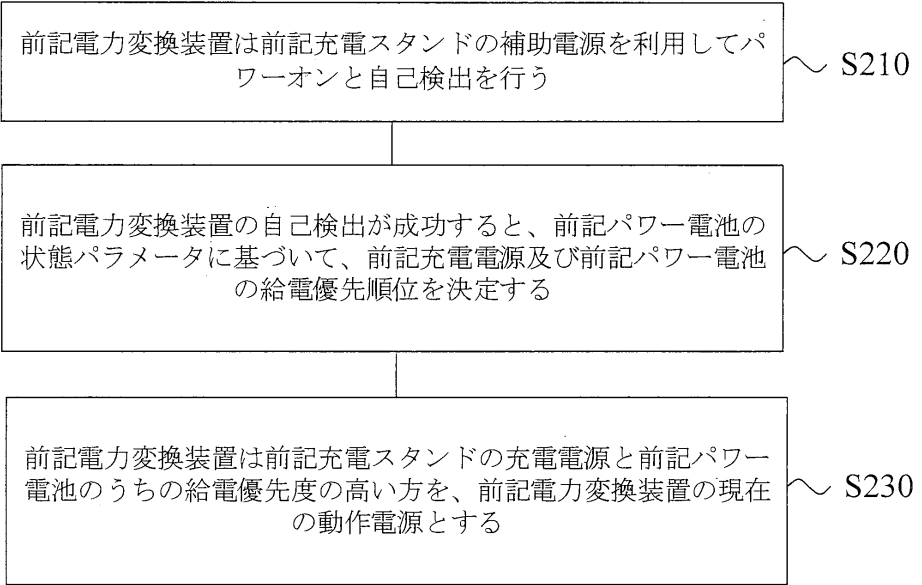 前記電力変換装置は前記充電スタンドの補助電源を利用してパ
ワーオンと自己検出を行う
S210
前記電力変換装置の自己検出が成功すると、前記パワー電池の
状態パラメータに基づいて、前記充電電源及び前記パワー電池
の給電優先順位を決定する
S220
前記電力変換装置は前記充電スタンドの充電電源と前記パワー
電池のうちの給電優先度の高い方を、前記電力変換装置の現在
の動作電源とする
S230